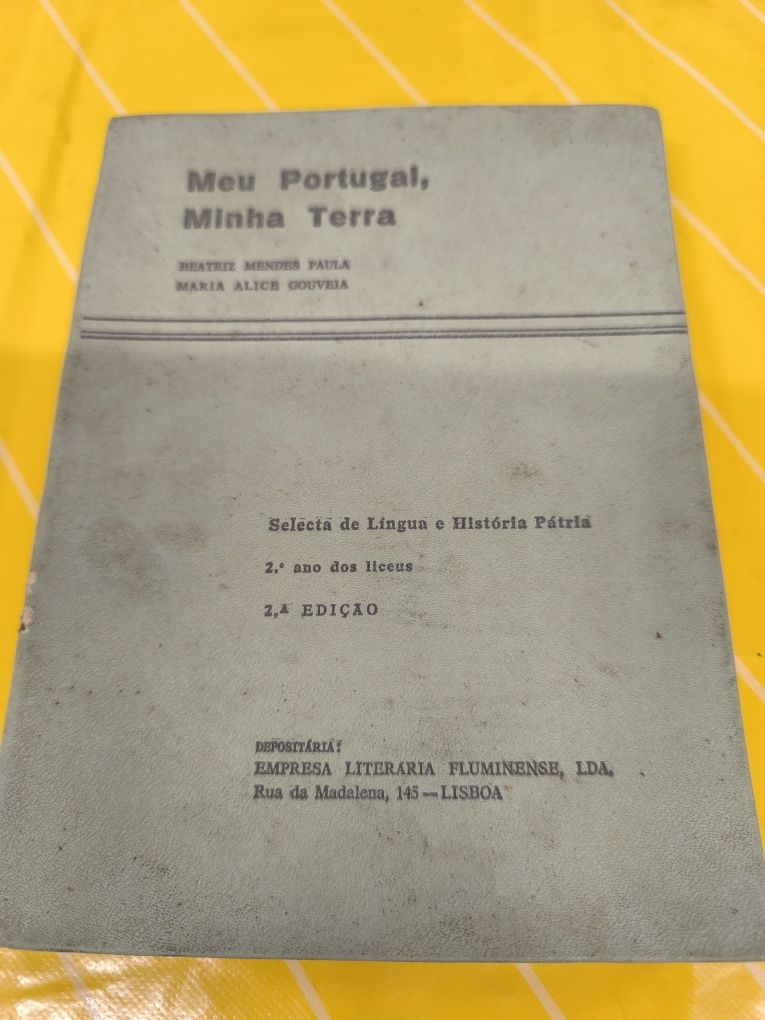 Meu Portugal,
Minha Terra
BEATRIZ MENDES PAULA
MARIA ALICE GOUVEIA
Selecta de Língua e História Pátria
2.º ano dos liceus
2.ª EDIÇÃO
DEPOSITÁRIA:
EMPRESA LITERÁRIA FLUMINENSE, LDA.
Rua da Madalena, 145 — LISBOA